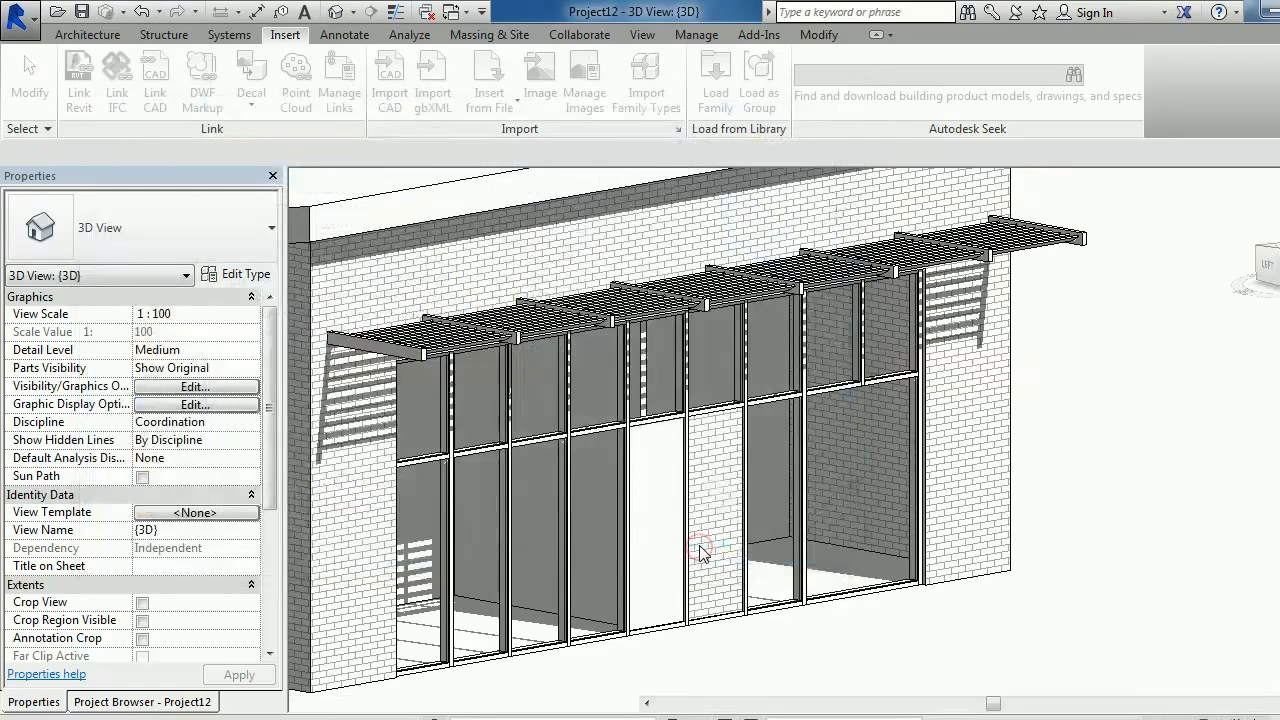 Project12 - 3D View: {3D}
Type a keyword or phrase
Sign In
Architecture Structure Systems Insert Annotate Analyze Massing & Site Collaborate View Manage Add-Ins Modify
Modify
Link Revit
Link IFC
Link CAD
DWF Markup
Decal
Point Cloud
Manage Links
Import CAD
Import gbXML
Insert from File
Image
Manage Images
Import Family Types
Load Family
Load as Group
Find and download building product models, drawings, and specs
Select Link Import Load from Library Autodesk Seek
Properties
3D View
3D View: {3D} Edit Type
Graphics
View Scale 1 : 100
Scale Value 1: 100
Detail Level Medium
Parts Visibility Show Original
Visibility/Graphics O... Edit...
Graphic Display Opti... Edit...
Discipline Coordination
Show Hidden Lines By Discipline
Default Analysis Dis... None
Sun Path
Identity Data
View Template <None>
View Name {3D}
Dependency Independent
Title on Sheet
Extents
Crop View
Crop Region Visible
Annotation Crop
Far Clip Active
Properties help Apply
Properties Project Browser - Project12
LEFT